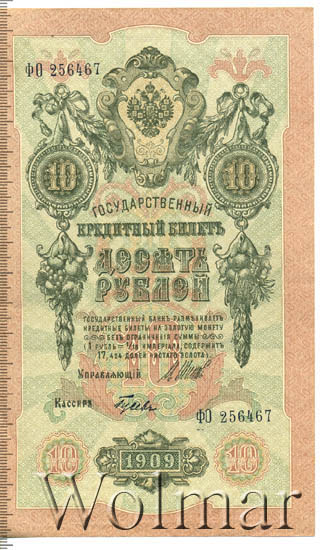 ФО 256467
10 10
ГОСУДАРСТВЕННЫЙ
КРЕДИТНЫЙ БИЛЕТЪ
ДЕСЯТЬ
РУБЛЕЙ
ГОСУДАРСТВЕННЫЙ БАНКЪ РАЗМѢНИВАЕТЪ
КРЕДИТНЫЕ БИЛЕТЫ НА ЗОЛОТУЮ МОНЕТУ
БЕЗЪ ОГРАНИЧЕНІЯ СУММЫ
(1 РУБЛЬ = 1/15 ИМПЕРІАЛА, СОДЕРЖИТЪ
17,424 ДОЛЕЙ ЧИСТАГО ЗОЛОТА).
10
УПРАВЛЯЮЩІЙ
КАССИРЪ
ФО 256467
10 1909 10
Wolmar